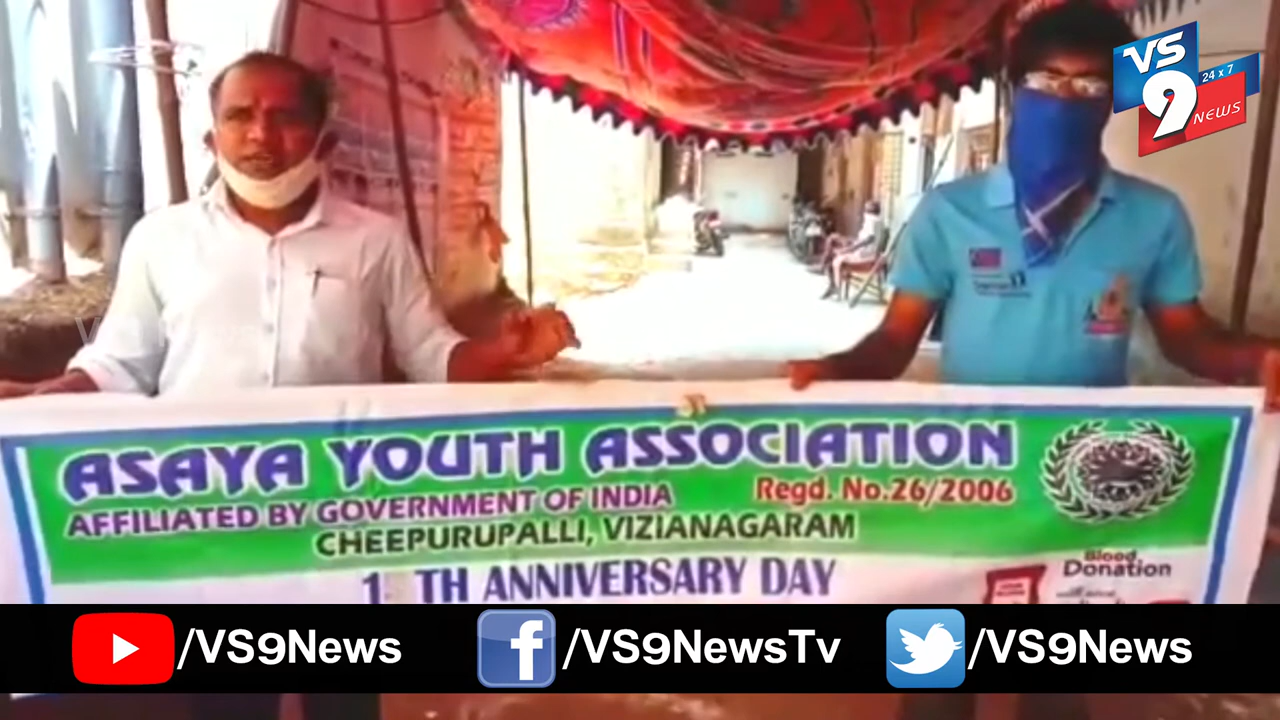 VS
24 x 7
9
NEWS
ASAYA YOUTH ASSOCIATION
AFFILIATED BY GOVERNMENT OF INDIA
Regd. No.26/2006
CHEEPURUPALLI, VIZIANAGARAM
1 TH ANNIVERSARY DAY
Blood
Donation
/VS9News
/VS9NewsTv
/VS9News